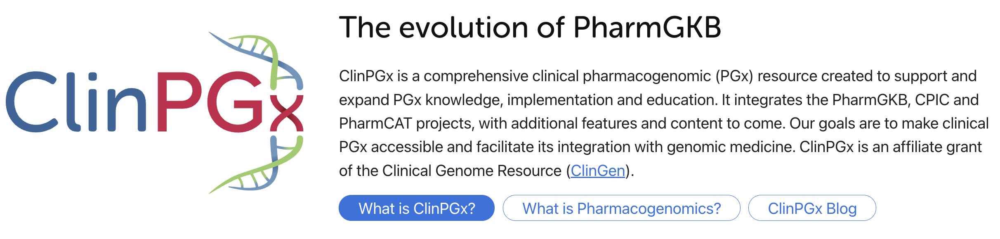 ClinPGx
The evolution of PharmGKB
ClinPGx is a comprehensive clinical pharmacogenomic (PGx) resource created to support and
expand PGx knowledge, implementation and education. It integrates the PharmGKB, CPIC and
PharmCAT projects, with additional features and content to come. Our goals are to make clinical
PGx accessible and facilitate its integration with genomic medicine. ClinPGx is an affiliate grant
of the Clinical Genome Resource (ClinGen).
What is ClinPGx?
What is Pharmacogenomics?
ClinPGx Blog